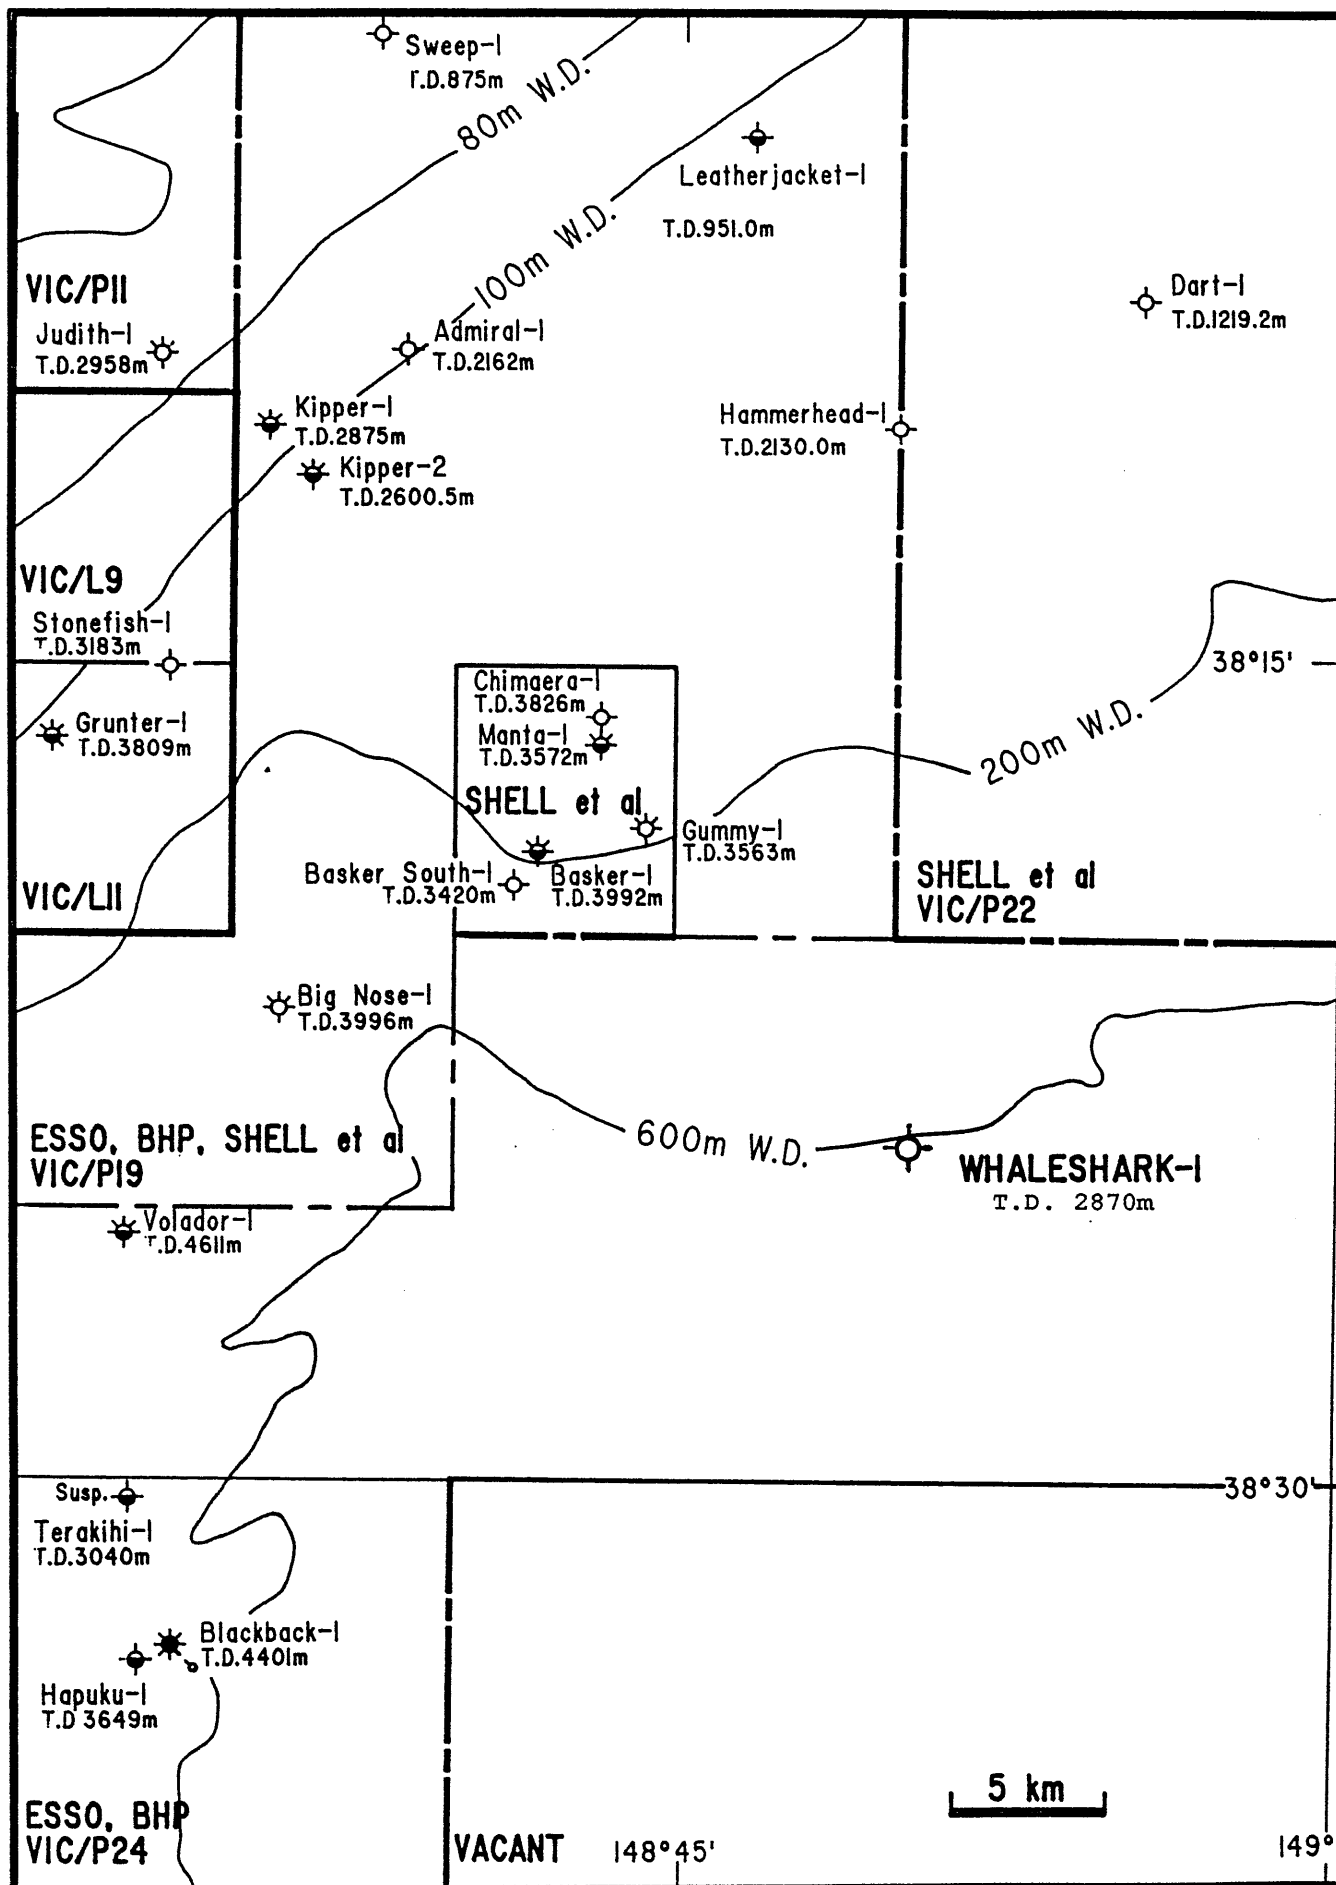 Sweep-1
T.D.875m
80m W.D.
Leatherjacket-1
T.D.951.0m
100m W.D.
VIC/P11
Dart-1
T.D.1219.2m
Judith-1
T.D.2958m
Admiral-1
T.D.2162m
Kipper-1
T.D.2875m
Hammerhead-1
T.D.2130.0m
Kipper-2
T.D.2600.5m
VIC/L9
Stonefish-1
T.D.3183m
38°15'
Chimaera-1
T.D.3826m
Grunter-1
T.D.3809m
Manta-1
T.D.3572m
200m W.D.
SHELL et al
Gummy-1
T.D.3563m
Basker South-1
T.D.3420m
Basker-1
T.D.3992m
VIC/L11
SHELL et al
VIC/P22
Big Nose-1
T.D.3996m
ESSO, BHP, SHELL et al
VIC/P19
600m W.D.
WHALESHARK-1
T.D. 2870m
Volador-1
T.D.4611m
38°30'
Susp.
Terakihi-1
T.D.3040m
Blackback-1
T.D.4401m
Hapuku-1
T.D 3649m
5 km
ESSO, BHP
VIC/P24
VACANT
148°45'
149°